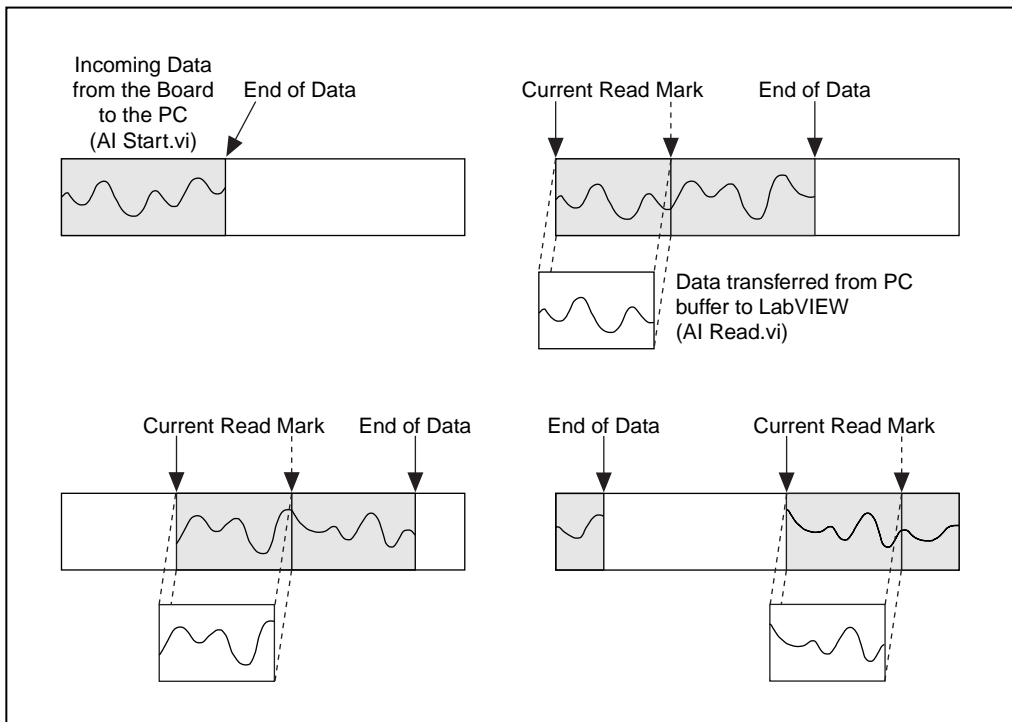 Incoming Data
from the Board
to the PC
(AI Start.vi)
End of Data
Current Read Mark
End of Data
Data transferred from PC
buffer to LabVIEW
(AI Read.vi)
Current Read Mark
End of Data
End of Data
Current Read Mark